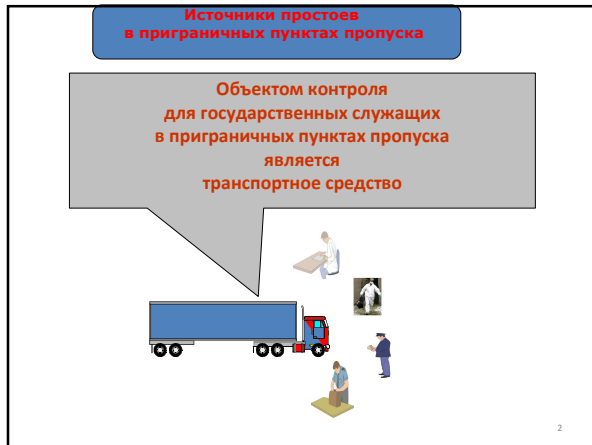 Источники простоев
в приграничных пунктах пропуска
Объектом контроля
для государственных служащих
в приграничных пунктах пропуска
является
транспортное средство
2